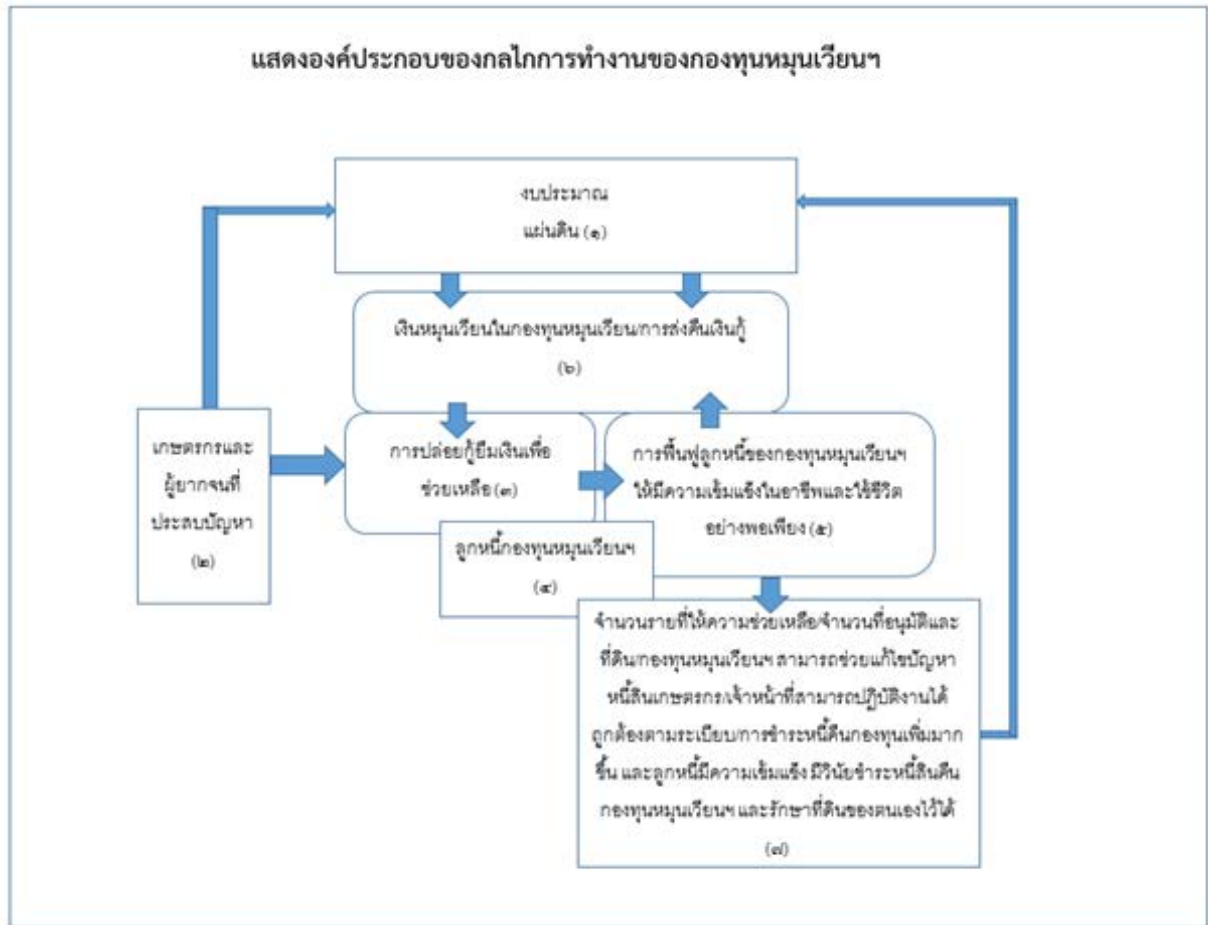 แสดงองค์ประกอบของกลไกการทำงานของกองทุนหมุนเวียนฯ
งบประมาณ
แผ่นดิน (๑)
เงินหมุนเวียนในกองทุนหมุนเวียน/การส่งคืนเงินกู้
(๖)
เกษตรกรและ
ผู้ยากจนที่
ประสบปัญหา
(๒)
การปล่อยกู้ยืมเงินเพื่อ
ช่วยเหลือ (๓)
การฟื้นฟูลูกหนี้ของกองทุนหมุนเวียนฯ
ให้มีความเข้มแข็งในอาชีพและใช้ชีวิต
อย่างพอเพียง (๕)
ลูกหนี้กองทุนหมุนเวียนฯ
(๔)
จำนวนรายที่ให้ความช่วยเหลือ/จำนวนที่อนุมัติและ
ที่ดิน/กองทุนหมุนเวียนฯ สามารถช่วยแก้ไขปัญหา
หนี้สินเกษตรกร/เจ้าหน้าที่สามารถปฏิบัติงานได้
ถูกต้องตามระเบียบ/การชำระหนี้คืนกองทุนเพิ่มมาก
ขึ้น และลูกหนี้มีความเข้มแข็ง มีวินัยชำระหนี้สินคืน
กองทุนหมุนเวียนฯ และรักษาที่ดินของตนเองไว้ได้
(๗)